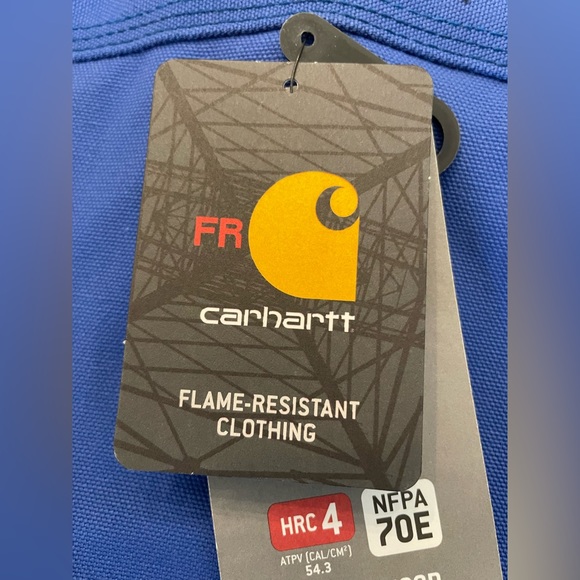 FR
carhartt
FLAME-RESISTANT
CLOTHING
HRC 4
NFPA
70E
ATPV (CAL/CM²)
54.3